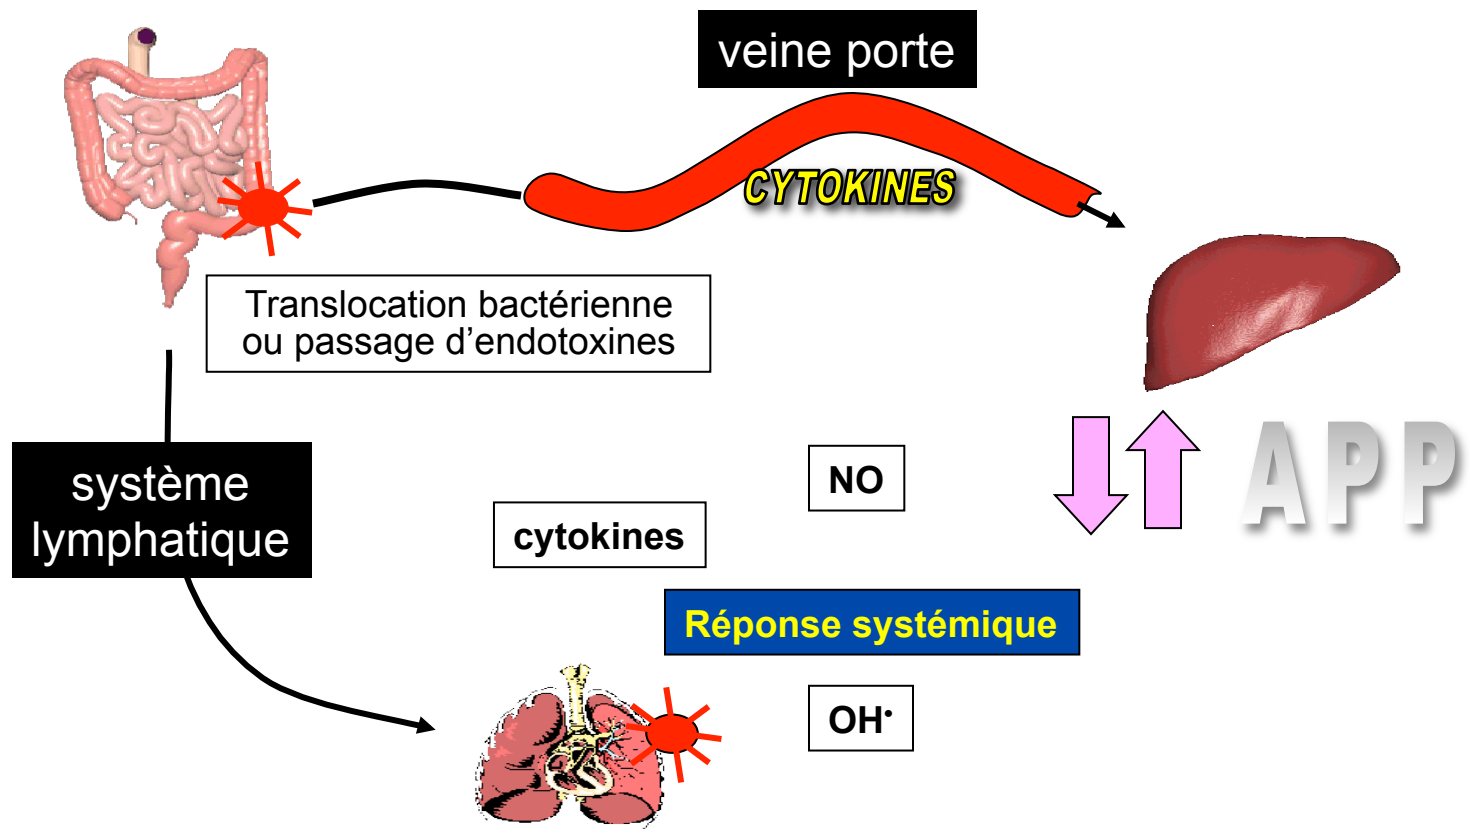 veine porte
CYTOKINES
Translocation bactérienne
ou passage d’endotoxines
système
lymphatique
NO
APP
cytokines
Réponse systémique
OH•